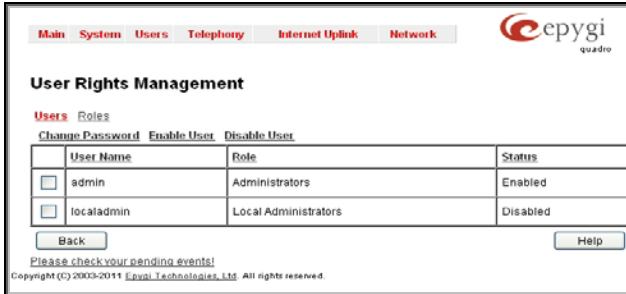 Main System Users Telephony Internet Uplink Network
epygi
quadro
User Rights Management
Users Roles
Change Password Enable User Disable User
User Name Role Status
admin Administrators Enabled
localadmin Local Administrators Disabled
Back Help
Please check your pending events!
Copyright (C) 2003-2011 Epygi Technologies, Ltd. All rights reserved.